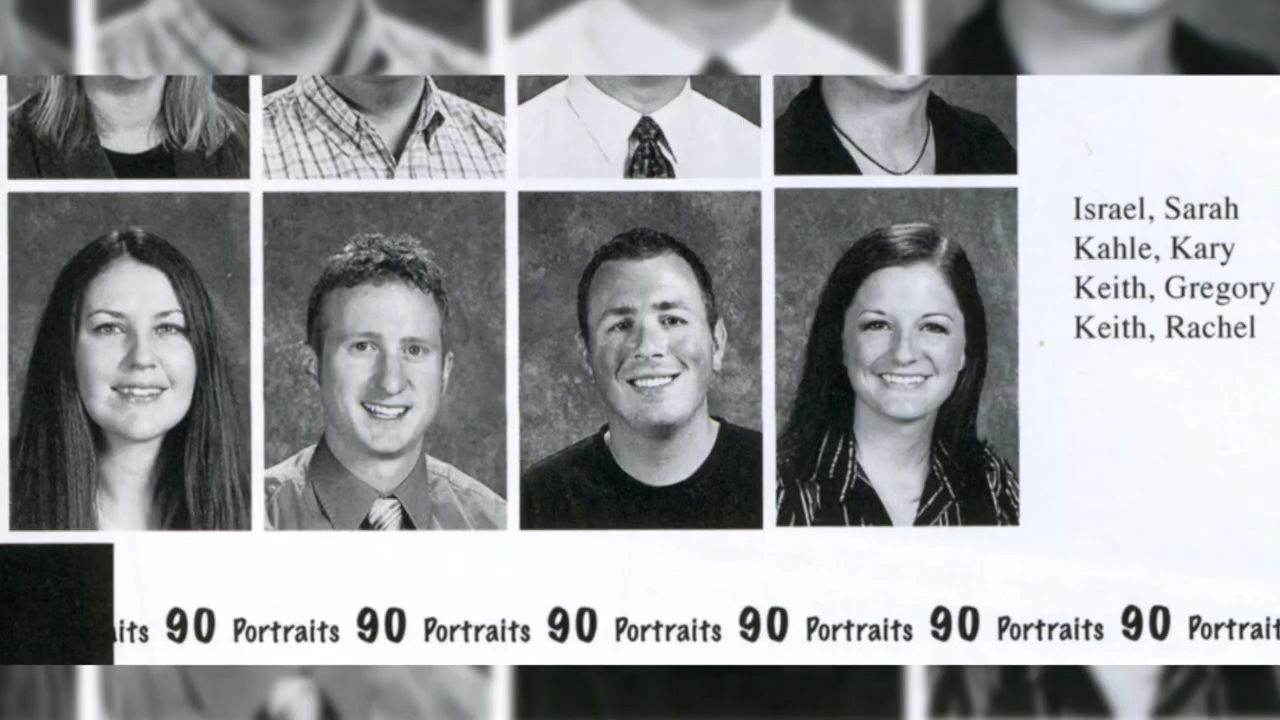 Israel, Sarah
Kahle, Kary
Keith, Gregory
Keith, Rachel
its 90 Portraits 90 Portraits 90 Portraits 90 Portraits 90 Portraits 90 Portrait